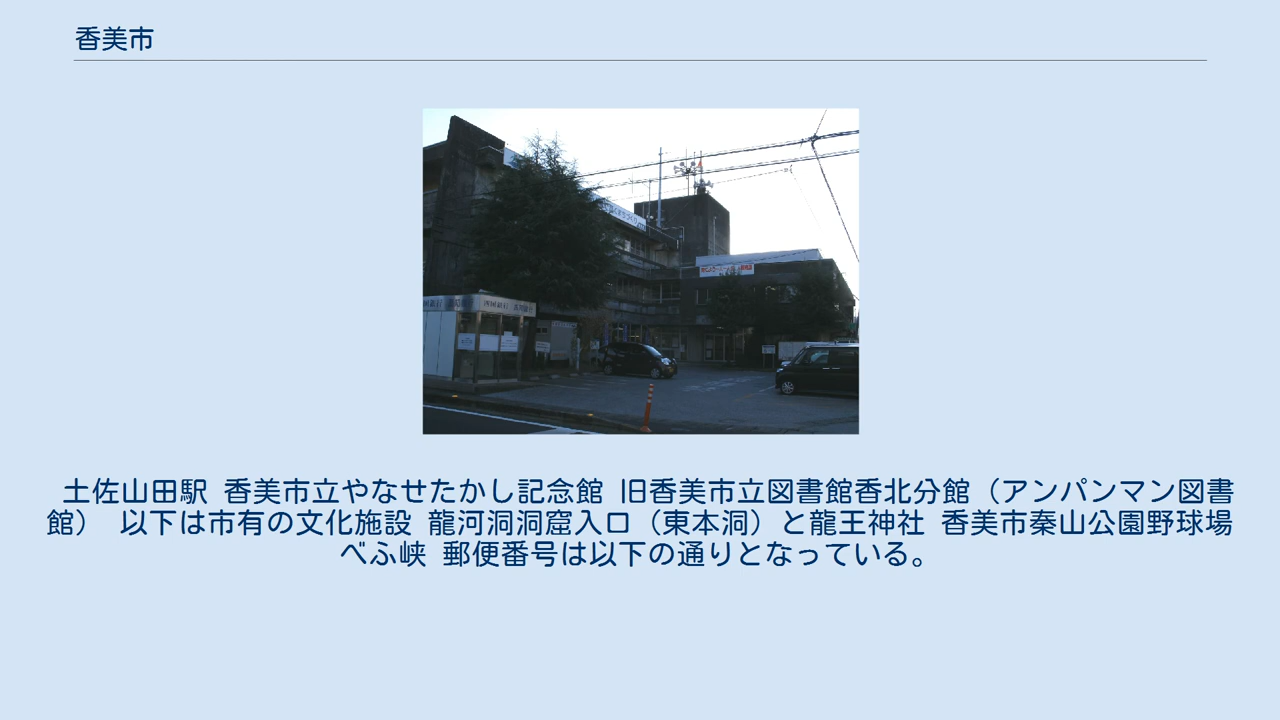 香美市
土佐山田駅 香美市立やなせたかし記念館 旧香美市立図書館香北分館（アンパンマン図書
館） 以下は市有の文化施設 龍河洞洞窟入口（東本洞）と龍王神社 香美市秦山公園野球場
べふ峡 郵便番号は以下の通りとなっている。